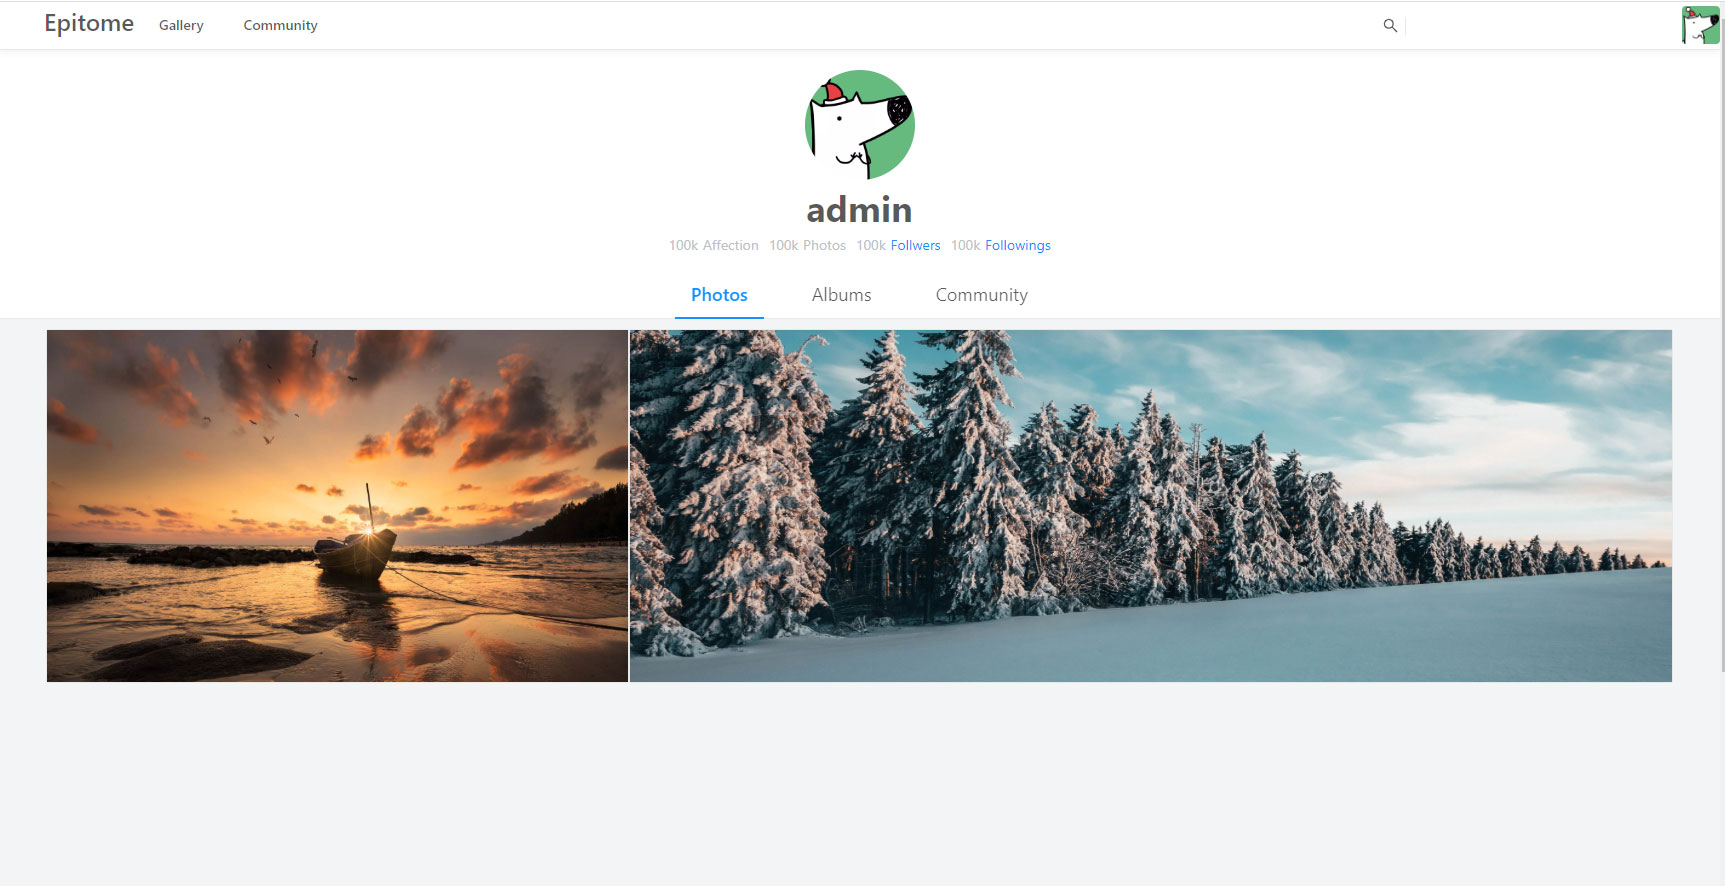 Epitome Gallery Community
admin
100k Affection 100k Photos 100k Follwers 100k Followings
Photos Albums Community